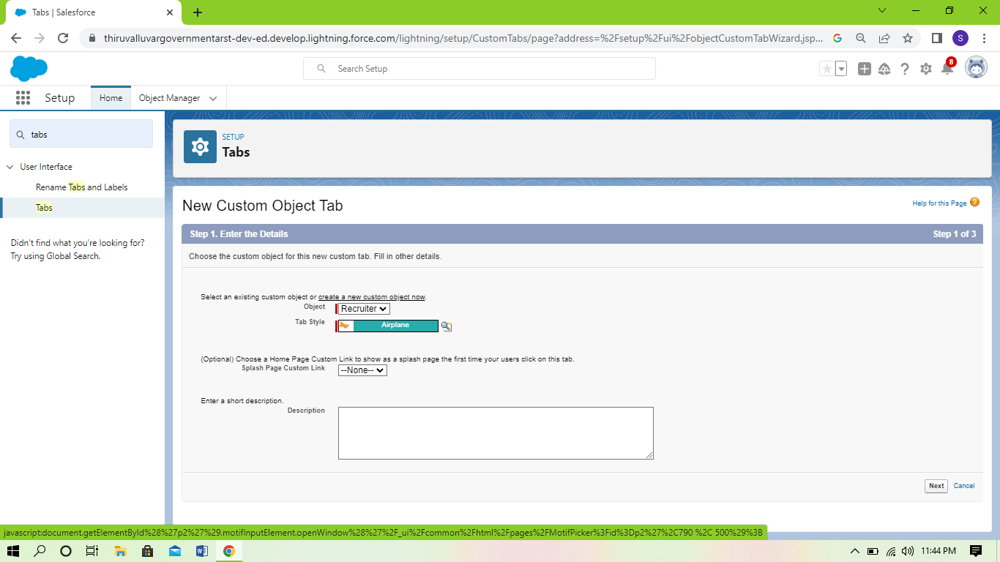 Tabs | Salesforce
thiruvalluvargovernmentarst-dev-ed.develop.lightning.force.com/lightning/setup/CustomTabs/page?address=%2Fsetup%2Fui%2FobjectCustomTabWizard.jsp...
G
S
Search Setup
8
Setup
Home
Object Manager
tabs
User Interface
Rename Tabs and Labels
Tabs
Didn't find what you're looking for?
Try using Global Search.
SETUP
Tabs
New Custom Object Tab
Help for this Page ?
Step 1. Enter the Details
Step 1 of 3
Choose the custom object for this new custom tab. Fill in other details.
Select an existing custom object or create a new custom object now.
Object
Recruiter
Tab Style
Airplane
(Optional) Choose a Home Page Custom Link to show as a splash page the first time your users click on this tab.
Splash Page Custom Link
--None--
Enter a short description.
Description
Next
Cancel
javascript:document.getElementById%28%27p2%27%29.motifInputElement.openWindow%28%27%2F_ui%2Fcommon%2Fhtml%2Fpages%2FMotifPicker%3Fid%3Dp2%27%2C790 %2C 500%29%3B
11:44 PM